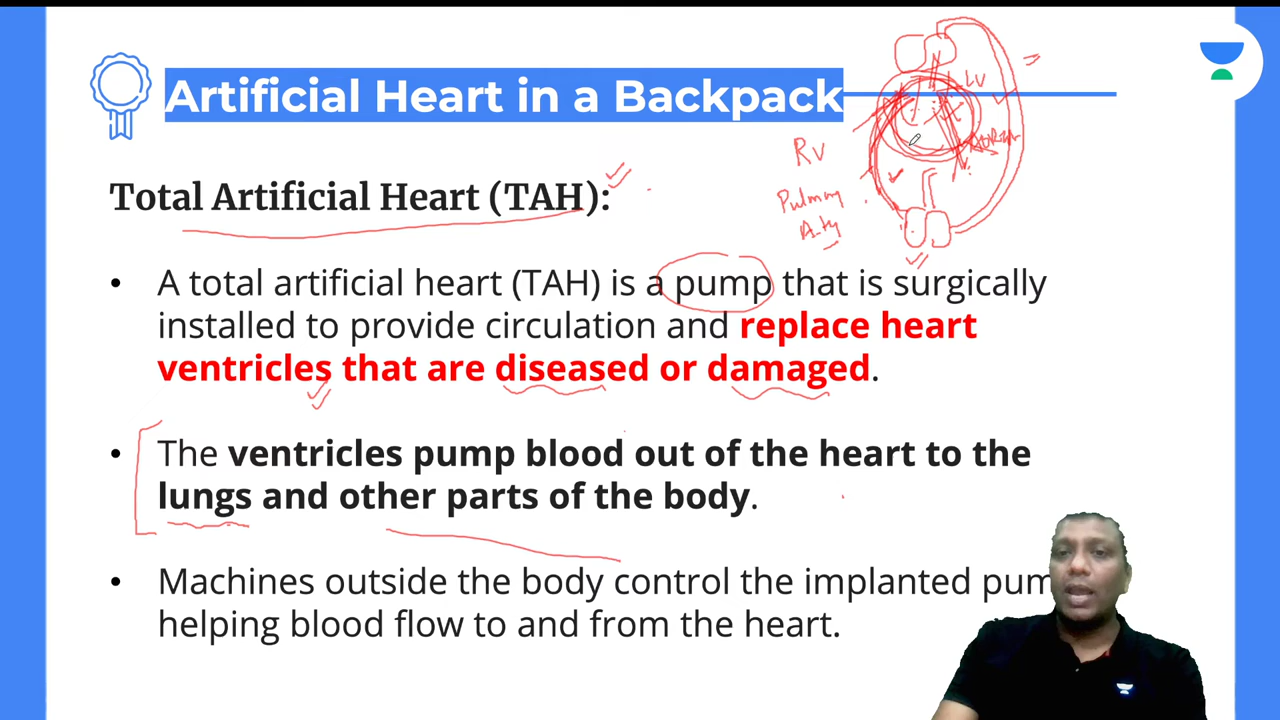 Artificial Heart in a Backpack
LV
Rv
Pulmony
Total Artificial Heart (TAH):
• A total artificial heart (TAH) is a pump that is surgically
installed to provide circulation and replace heart
ventricles that are diseased or damaged.
• The ventricles pump blood out of the heart to the
lungs and other parts of the body.
• Machines outside the body control the implanted pum
helping blood flow to and from the heart.